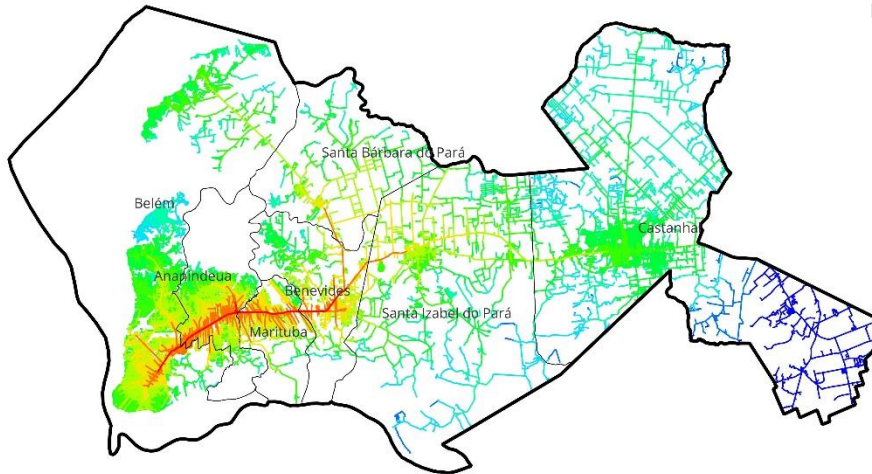 Santa Bárbara do Pará
Belém
Castanhal
Ananindeua
Benevides
Santa Izabel do Pará
Marituba